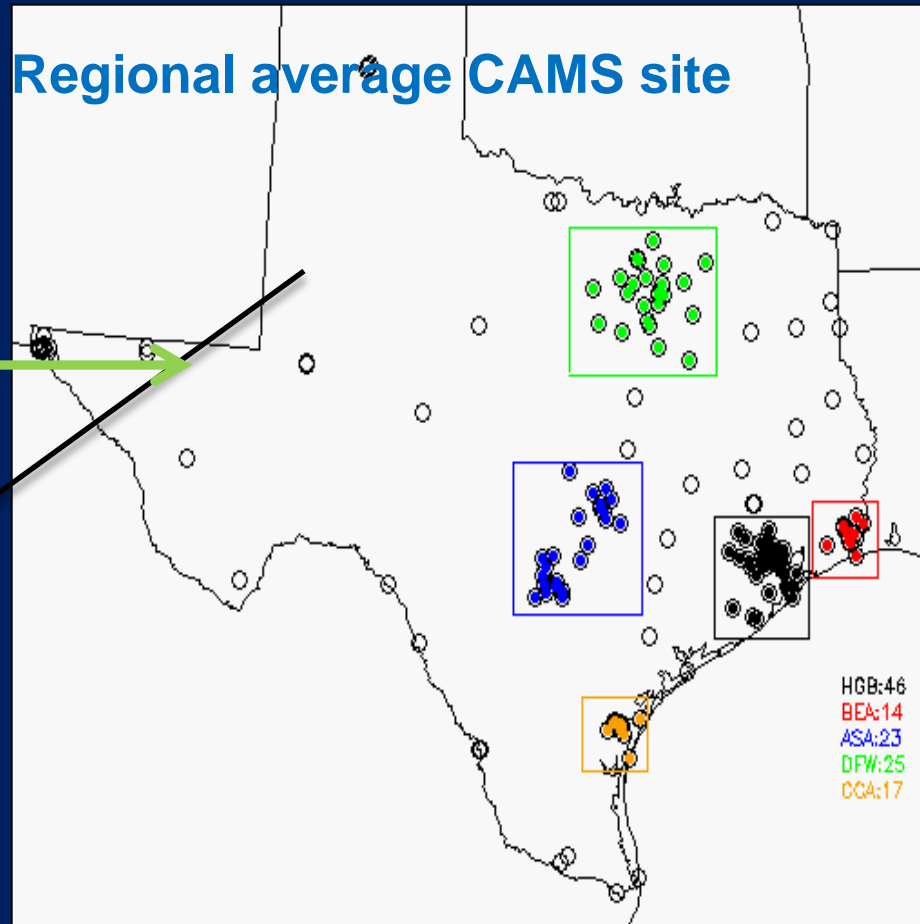 Regional average CAMS site
HGB:46
BEA:14
ASA:23
DFW:25
CCA:17